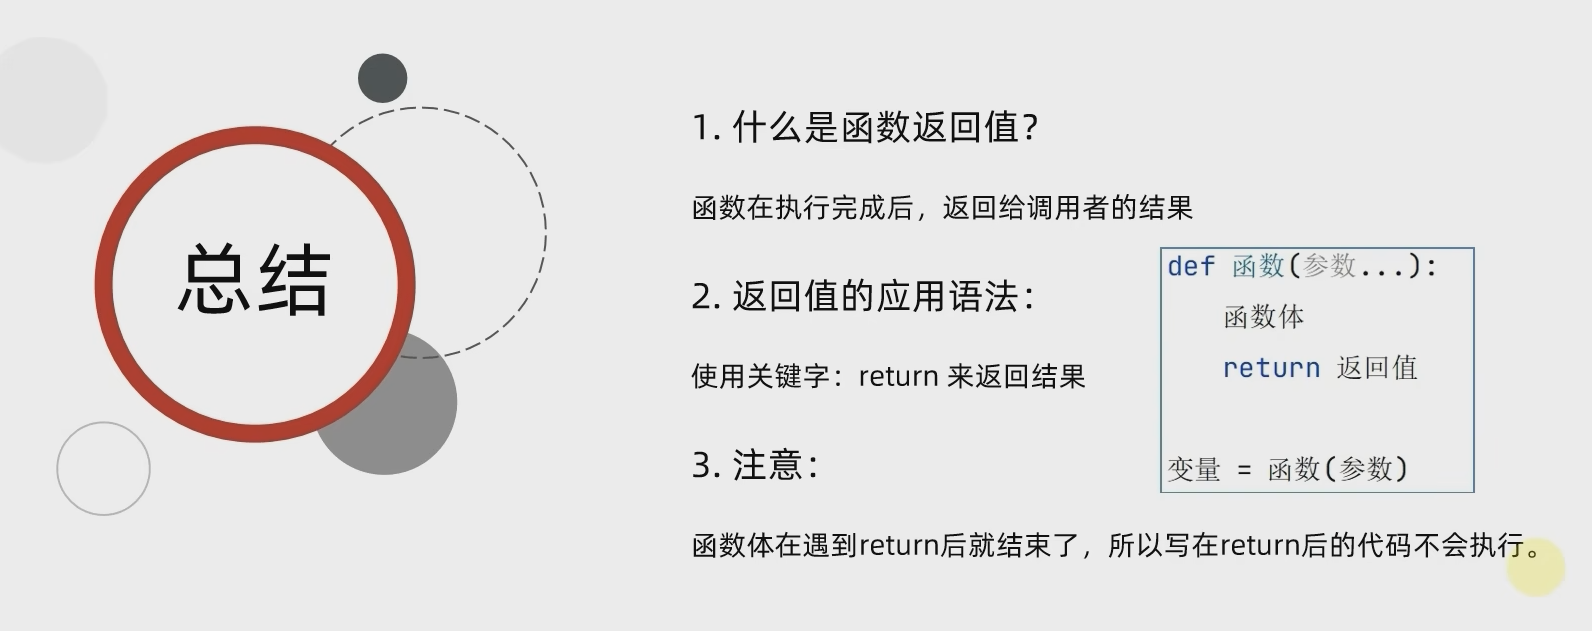 总结
1. 什么是函数返回值？
函数在执行完成后，返回给调用者的结果
2. 返回值的应用语法：
使用关键字：return 来返回结果
def 函数(参数...):
函数体
return 返回值
变量 = 函数(参数)
3. 注意：
函数体在遇到return后就结束了，所以写在return后的代码不会执行。